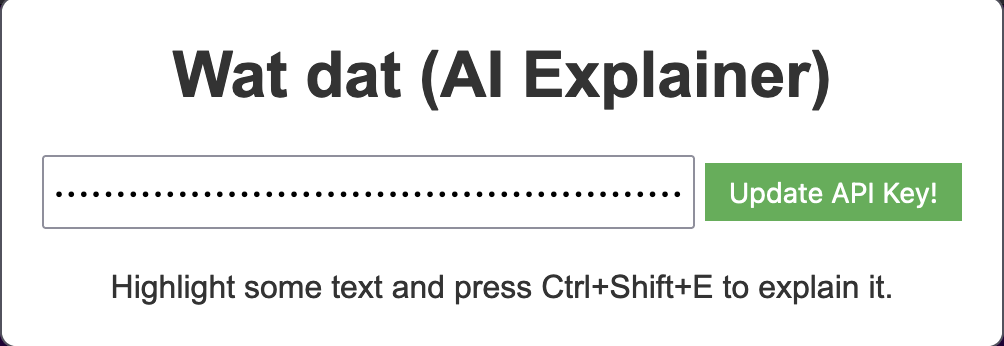 Wat dat (AI Explainer)
Update API Key!
Highlight some text and press Ctrl+Shift+E to explain it.